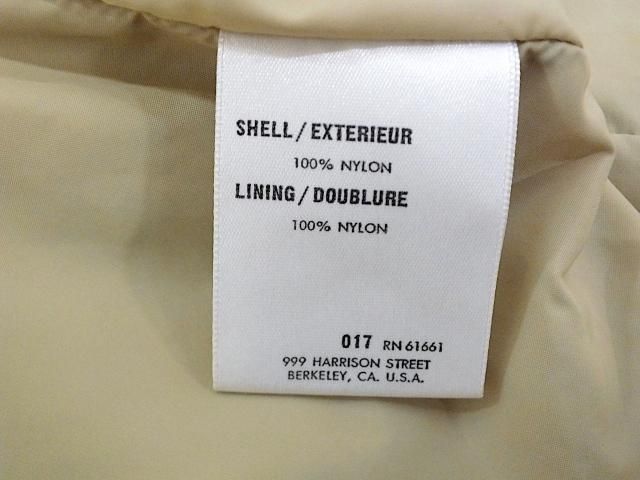 SHELL/EXTERIEUR
100% NYLON
LINING/DOUBLURE
100% NYLON
017 RN 61661
999 HARRISON STREET
BERKELEY, CA. U.S.A.